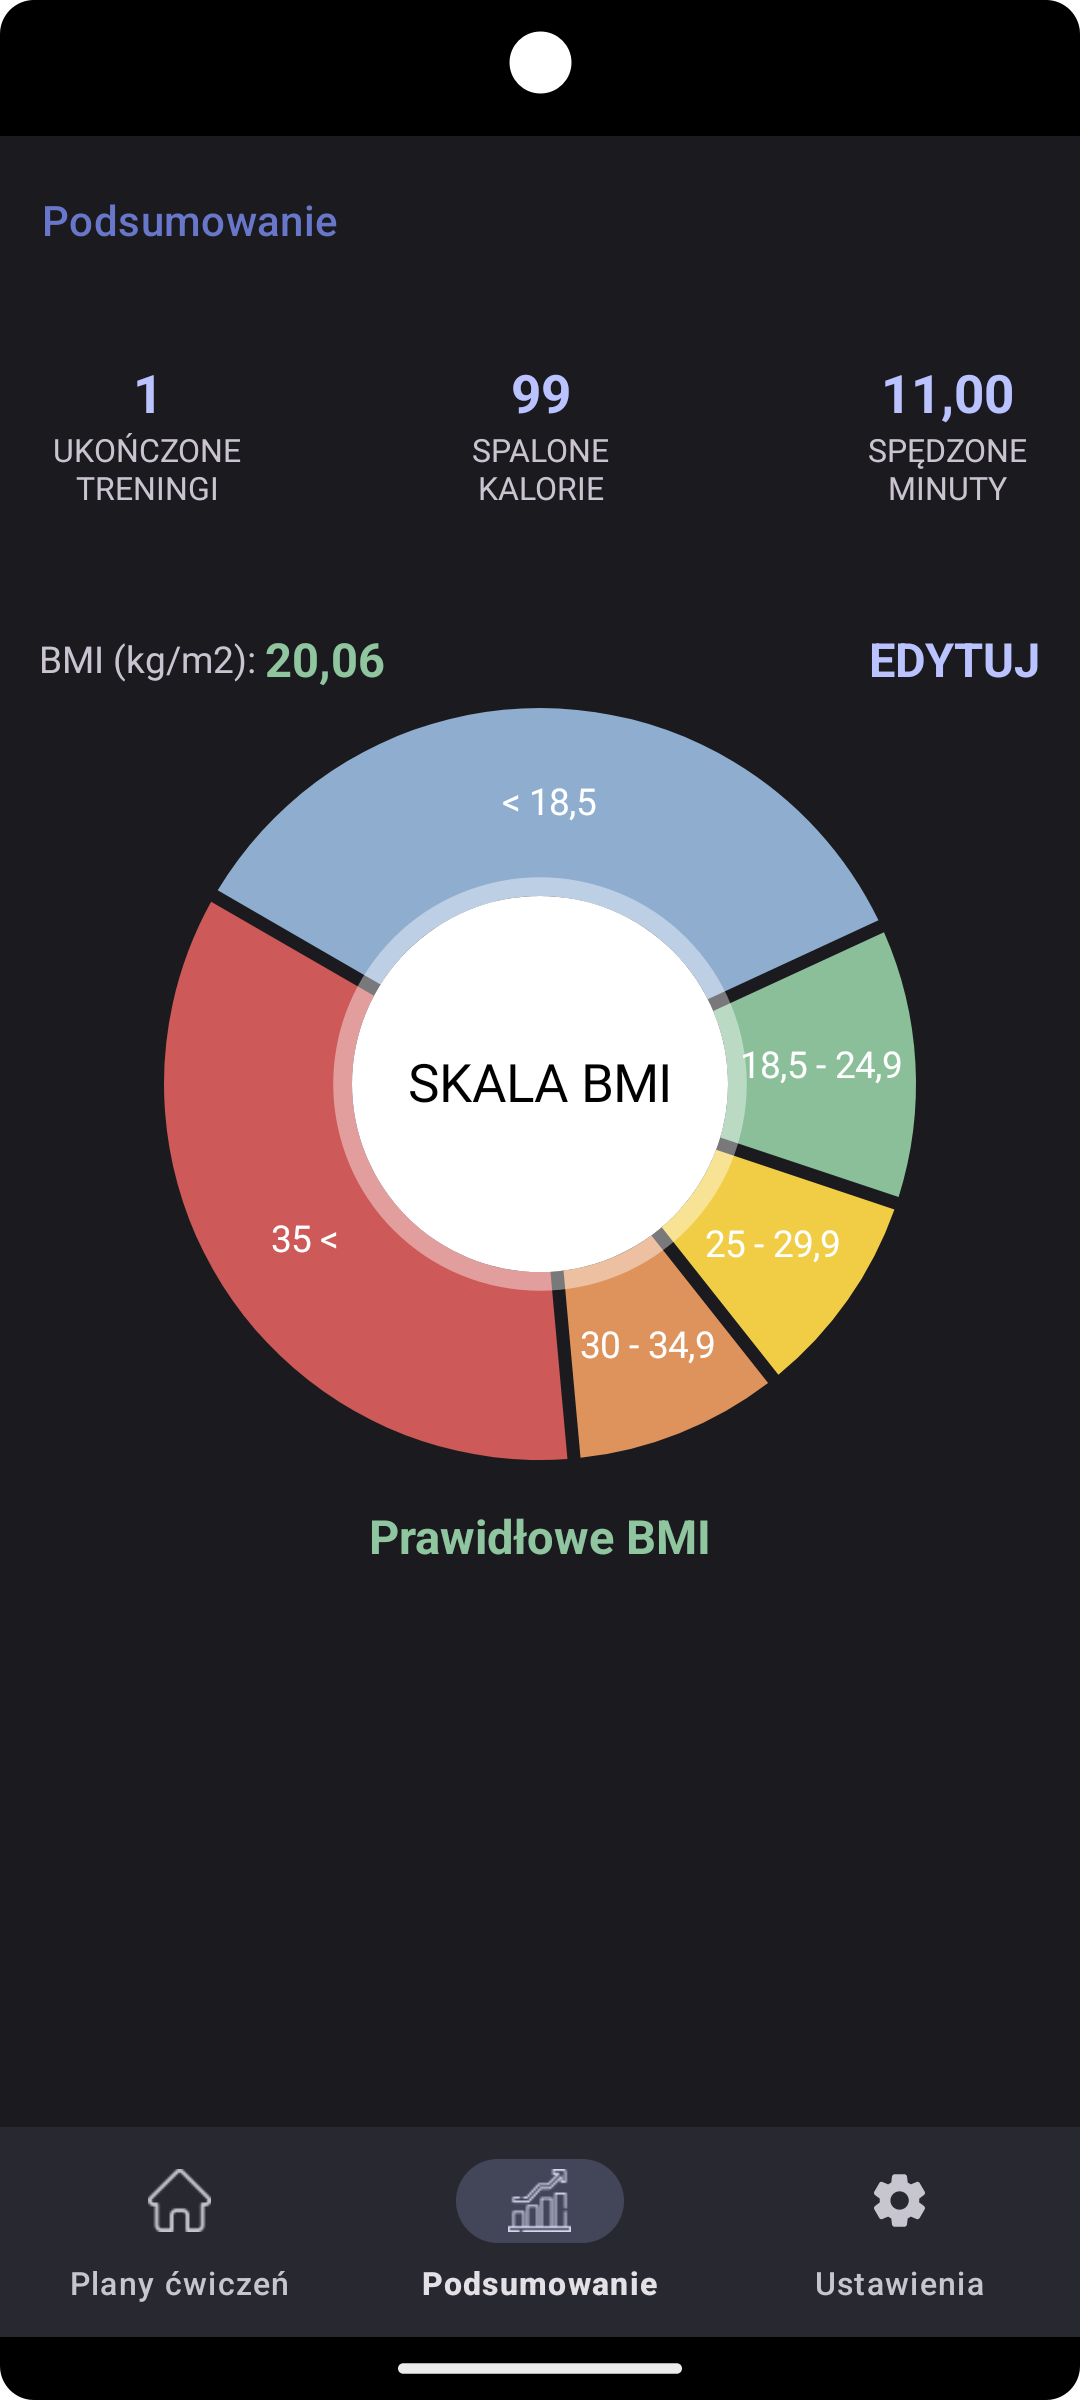 Podsumowanie
1
UKOŃCZONE
TRENINGI
99
SPALONE
KALORIE
11,00
SPĘDZONE
MINUTY
BMI (kg/m2): 20,06
EDYTUJ
< 18,5
18,5 - 24,9
SKALA BMI
35 <
25 - 29,9
30 - 34,9
Prawidłowe BMI
Plany ćwiczeń
Podsumowanie
Ustawienia